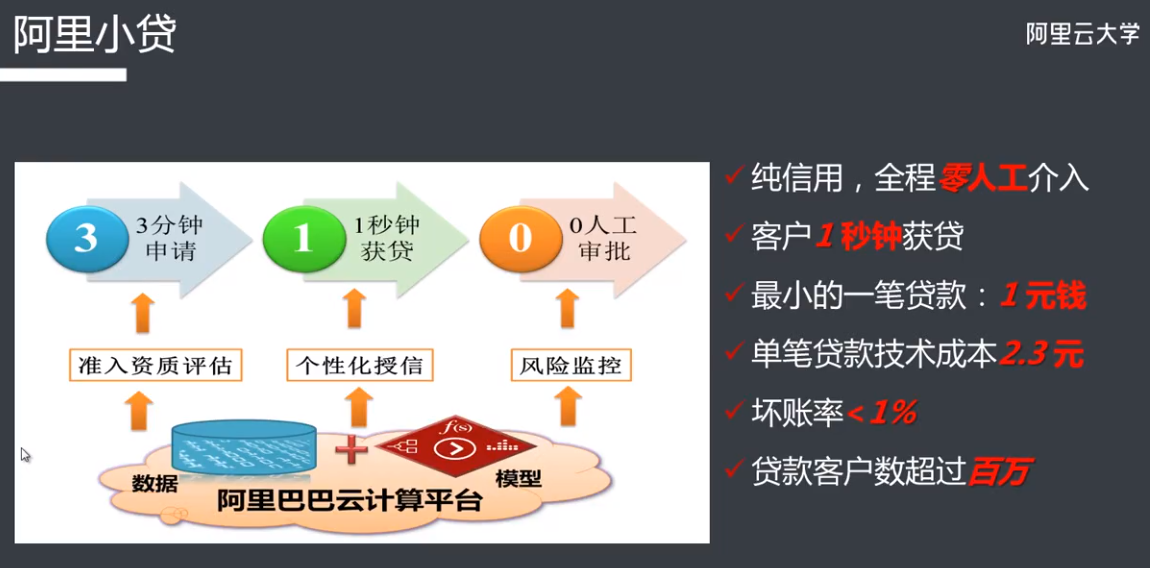 阿里小贷
阿里云大学
3
3分钟
申请
1
1秒钟
获贷
0
0人工
审批
准入资质评估
个性化授信
风险监控
f(s)
数据
模型
阿里巴巴云计算平台
纯信用，全程零人工介入
客户1秒钟获贷
最小的一笔贷款：1元钱
单笔贷款技术成本2.3元
坏账率<1%
贷款客户数超过百万